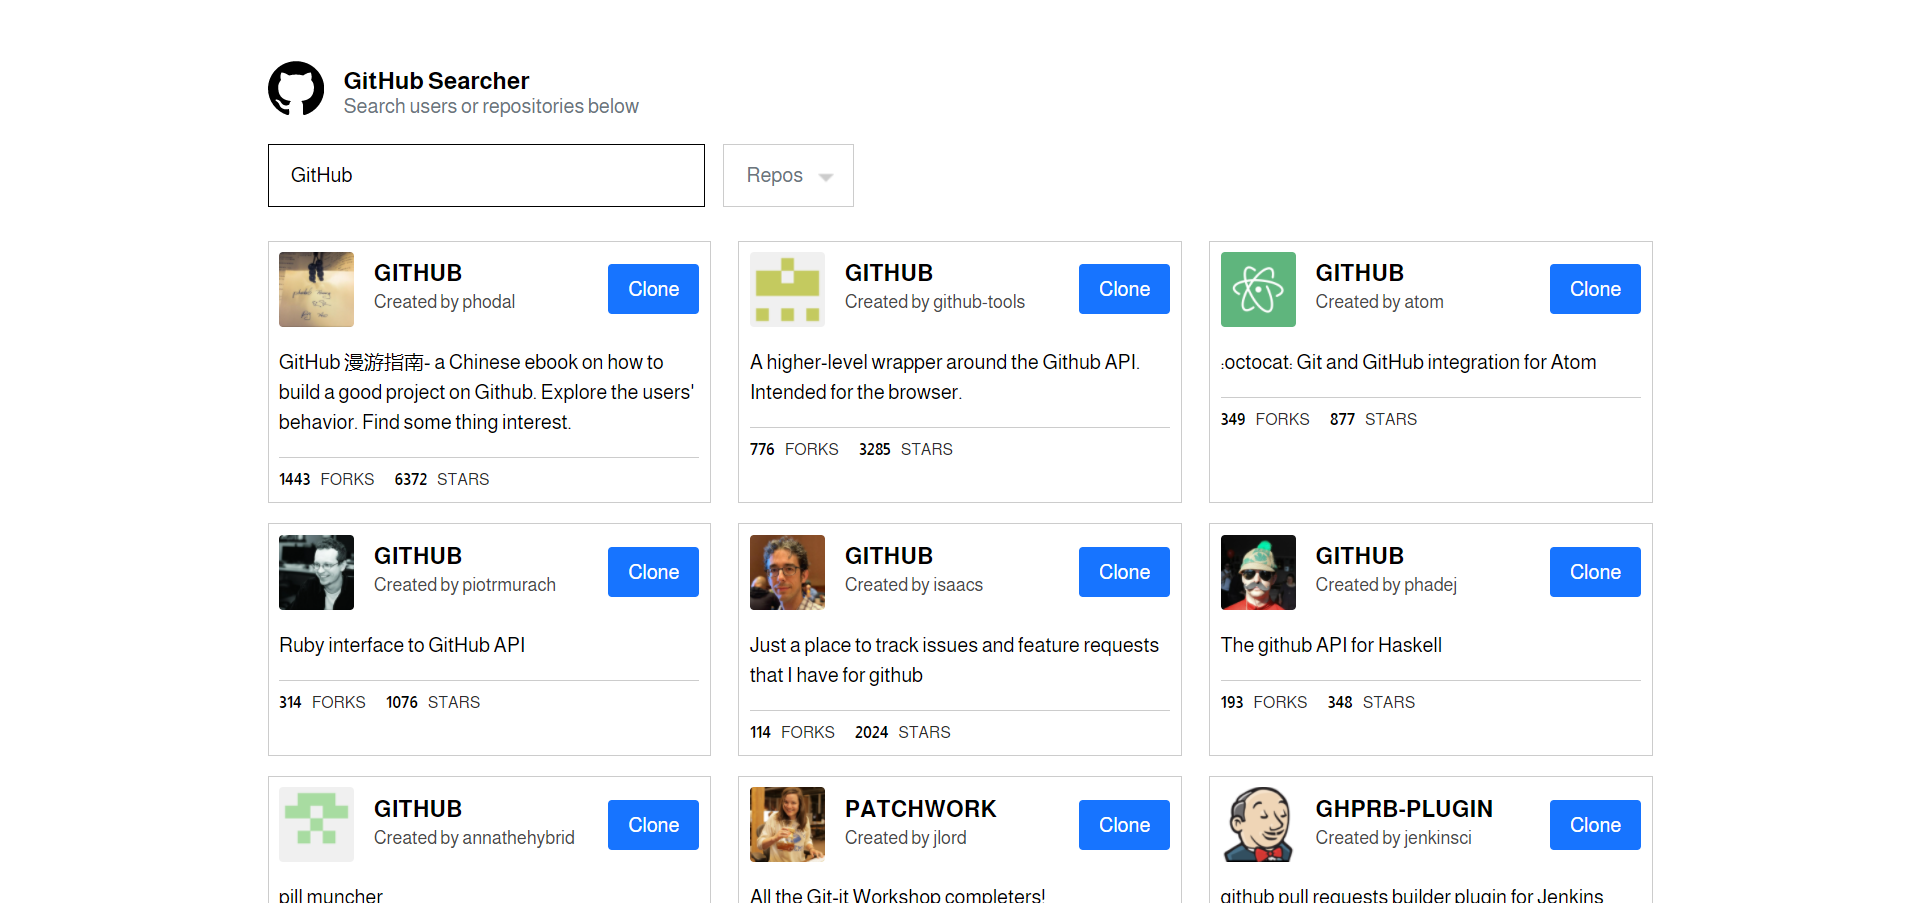 GitHub Searcher
Search users or repositories below
GitHub
Repos
GITHUB
Created by phodal
Clone
GitHub 漫游指南- a Chinese ebook on how to
build a good project on Github. Explore the users'
behavior. Find some thing interest.
1443 FORKS 6372 STARS
GITHUB
Created by github-tools
Clone
A higher-level wrapper around the Github API.
Intended for the browser.
776 FORKS 3285 STARS
GITHUB
Created by atom
Clone
:octocat: Git and GitHub integration for Atom
349 FORKS 877 STARS
GITHUB
Created by piotrmurach
Clone
Ruby interface to GitHub API
314 FORKS 1076 STARS
GITHUB
Created by isaacs
Clone
Just a place to track issues and feature requests
that I have for github
114 FORKS 2024 STARS
GITHUB
Created by phadej
Clone
The github API for Haskell
193 FORKS 348 STARS
GITHUB
Created by annathehybrid
Clone
pill muncher
PATCHWORK
Created by jlord
Clone
All the Git-it Workshop completers!
GHPRB-PLUGIN
Created by jenkinsci
Clone
github pull requests builder plugin for Jenkins